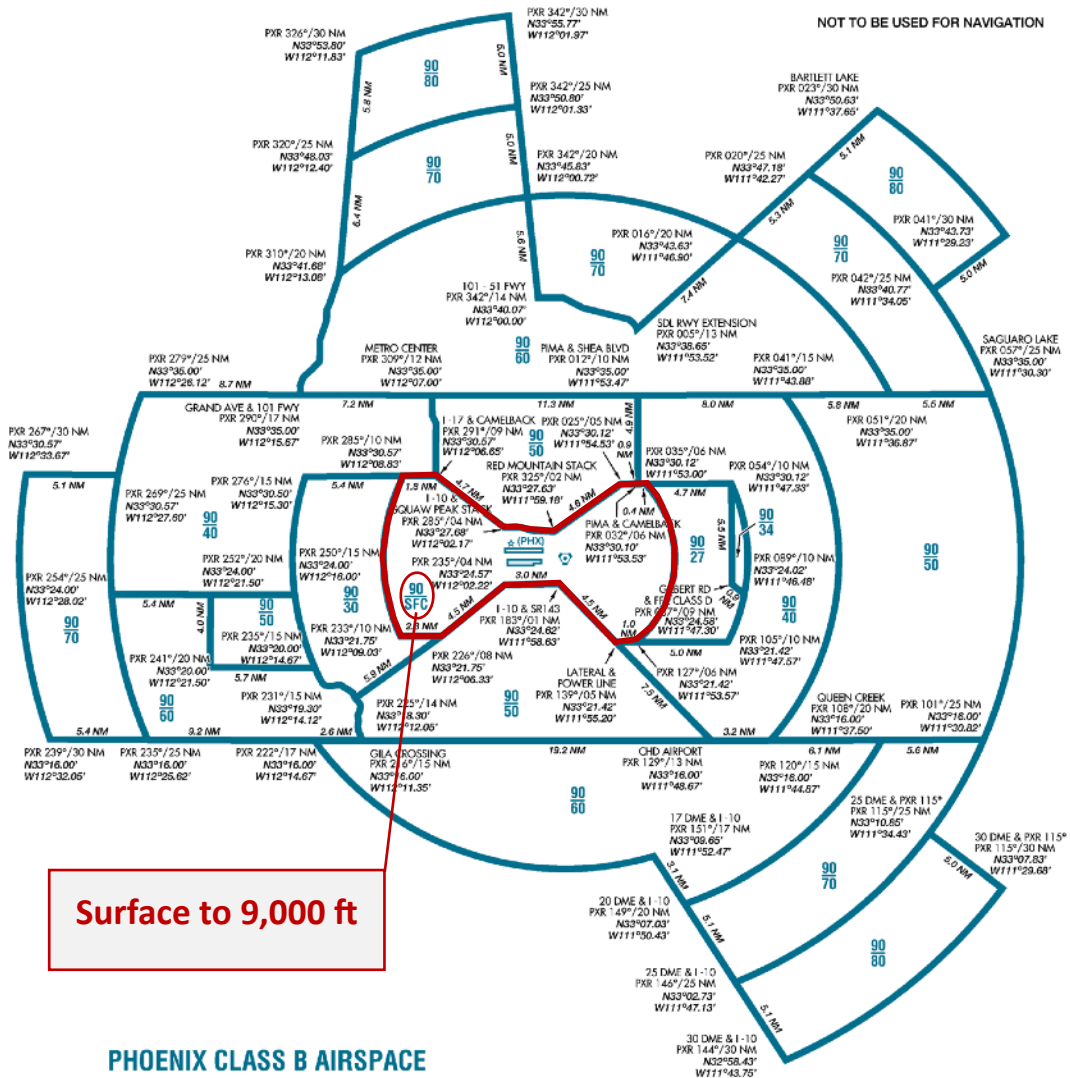 NOT TO BE USED FOR NAVIGATION
PXR 342°/30 NM
N33°55.77'
W112°01.97'
PXR 326°/30 NM
N33°53.80'
W112°11.83'
5.0 NM
90
80
5.8 NM
PXR 342°/25 NM
N33°50.80'
W112°01.33'
BARTLETT LAKE
PXR 023°/30 NM
N33°50.63'
W111°37.65'
PXR 320°/25 NM
N33°48.03'
W112°12.40'
90
70
5.0 NM
PXR 342°/20 NM
N33°45.83'
W112°00.72'
PXR 020°/25 NM
N33°47.18'
W111°42.27'
5.1 NM
90
80
6.4 NM
5.3 NM
PXR 041°/30 NM
N33°43.73'
W111°29.23'
5.0 NM
PXR 310°/20 NM
N33°41.68'
W112°13.08'
5.6 NM
90
70
PXR 016°/20 NM
N33°43.63'
W111°46.90'
90
70
PXR 042°/25 NM
N33°40.77'
W111°34.05'
101 - 51 FWY
PXR 342°/14 NM
N33°40.07'
W112°00.00'
7.4 NM
SDL RWY EXTENSION
PXR 005°/13 NM
N33°38.65'
W111°53.52'
90
60
SAGUARO LAKE
PXR 057°/25 NM
N33°35.00'
W111°30.30'
PXR 279°/25 NM
N33°35.00'
W112°26.12'
8.7 NM
METRO CENTER
PXR 309°/12 NM
N33°35.00'
W112°07.00'
PIMA & SHEA BLVD
PXR 012°/10 NM
N33°35.00'
W111°53.47'
PXR 041°/15 NM
N33°35.00'
W111°43.88'
7.2 NM
11.3 NM
8.0 NM
5.8 NM
5.5 NM
GRAND AVE & 101 FWY
PXR 290°/17 NM
N33°35.00'
W112°15.67'
PXR 051°/20 NM
N33°35.00'
W111°36.87'
PXR 267°/30 NM
N33°30.57'
W112°33.67'
PXR 285°/10 NM
N33°30.57'
W112°08.83'
I -17 & CAMELBACK
PXR 291°/09 NM
N33°30.57'
W112°06.65'
90
50
PXR 025°/05 NM
N33°30.12'
W111°54.53'
4.9 NM
0.9
NM
PXR 035°/06 NM
N33°30.12'
W111°53.00'
PXR 054°/10 NM
N33°30.12'
W111°47.33'
5.1 NM
PXR 269°/25 NM
N33°30.57'
W112°27.60'
PXR 276°/15 NM
N33°30.50'
W112°15.30'
5.4 NM
1.8 NM
4.7 NM
RED MOUNTAIN STACK
PXR 325°/02 NM
N33°27.63'
W111°59.18'
4.6 NM
0.4 NM
4.7 NM
5.5 NM
90
34
90
40
I -10 &
SQUAW PEAK STACK
PXR 285°/04 NM
N33°27.68'
W112°02.17'
(PHX)
PIMA & CAMELBACK
PXR 032°/06 NM
N33°30.10'
W111°53.53'
90
27
PXR 089°/10 NM
N33°24.02'
W111°46.48'
90
50
PXR 254°/25 NM
N33°24.00'
W112°28.02'
PXR 252°/20 NM
N33°24.00'
W112°21.50'
PXR 250°/15 NM
N33°24.00'
W112°16.00'
PXR 235°/04 NM
N33°24.57'
W112°02.22'
3.0 NM
GILBERT RD
& FFZ CLASS D
PXR 097°/09 NM
N33°24.58'
W111°47.30'
0.9
NM
90
40
90
70
5.4 NM
4.0 NM
90
50
90
30
90
SFC
4.5 NM
I -10 & SR143
PXR 183°/01 NM
N33°24.62'
W111°58.63'
4.5 NM
1.0
NM
5.0 NM
PXR 105°/10 NM
N33°21.42'
W111°47.57'
PXR 235°/15 NM
N33°20.00'
W112°14.67'
PXR 233°/10 NM
N33°21.75'
W112°09.03'
2.3 NM
PXR 241°/20 NM
N33°20.00'
W112°21.50'
5.7 NM
5.9 NM
PXR 226°/08 NM
N33°21.75'
W112°06.33'
LATERAL &
POWER LINE
PXR 139°/05 NM
N33°21.42'
W111°55.20'
PXR 127°/06 NM
N33°21.42'
W111°53.57'
7.5 NM
90
60
PXR 231°/15 NM
N33°19.30'
W112°14.12'
PXR 225°/14 NM
N33°18.30'
W112°12.05'
90
50
QUEEN CREEK
PXR 108°/20 NM
N33°16.00'
W111°37.50'
PXR 101°/25 NM
N33°16.00'
W111°30.82'
5.4 NM
9.2 NM
2.6 NM
3.2 NM
PXR 239°/30 NM
N33°16.00'
W112°32.05'
PXR 235°/25 NM
N33°16.00'
W112°25.62'
PXR 222°/17 NM
N33°16.00'
W112°14.67'
GILA CROSSING
PXR 226°/15 NM
N33°16.00'
W112°11.35'
19.2 NM
CHD AIRPORT
PXR 129°/13 NM
N33°16.00'
W111°48.67'
6.1 NM
5.6 NM
PXR 120°/15 NM
N33°16.00'
W111°44.87'
90
60
17 DME & I -10
PXR 151°/17 NM
N33°09.65'
W111°52.47'
25 DME & PXR 115°
PXR 115°/25 NM
N33°10.85'
W111°34.43'
30 DME & PXR 115°
PXR 115°/30 NM
N33°07.83'
W111°29.68'
3.1 NM
90
70
5.0 NM
Surface to 9,000 ft
20 DME & I -10
PXR 149°/20 NM
N33°07.03'
W111°50.43'
5.1 NM
90
80
25 DME & I -10
PXR 146°/25 NM
N33°02.73'
W111°47.13'
5.1 NM
30 DME & I -10
PXR 144°/30 NM
N32°58.43'
W111°43.75'
PHOENIX CLASS B AIRSPACE